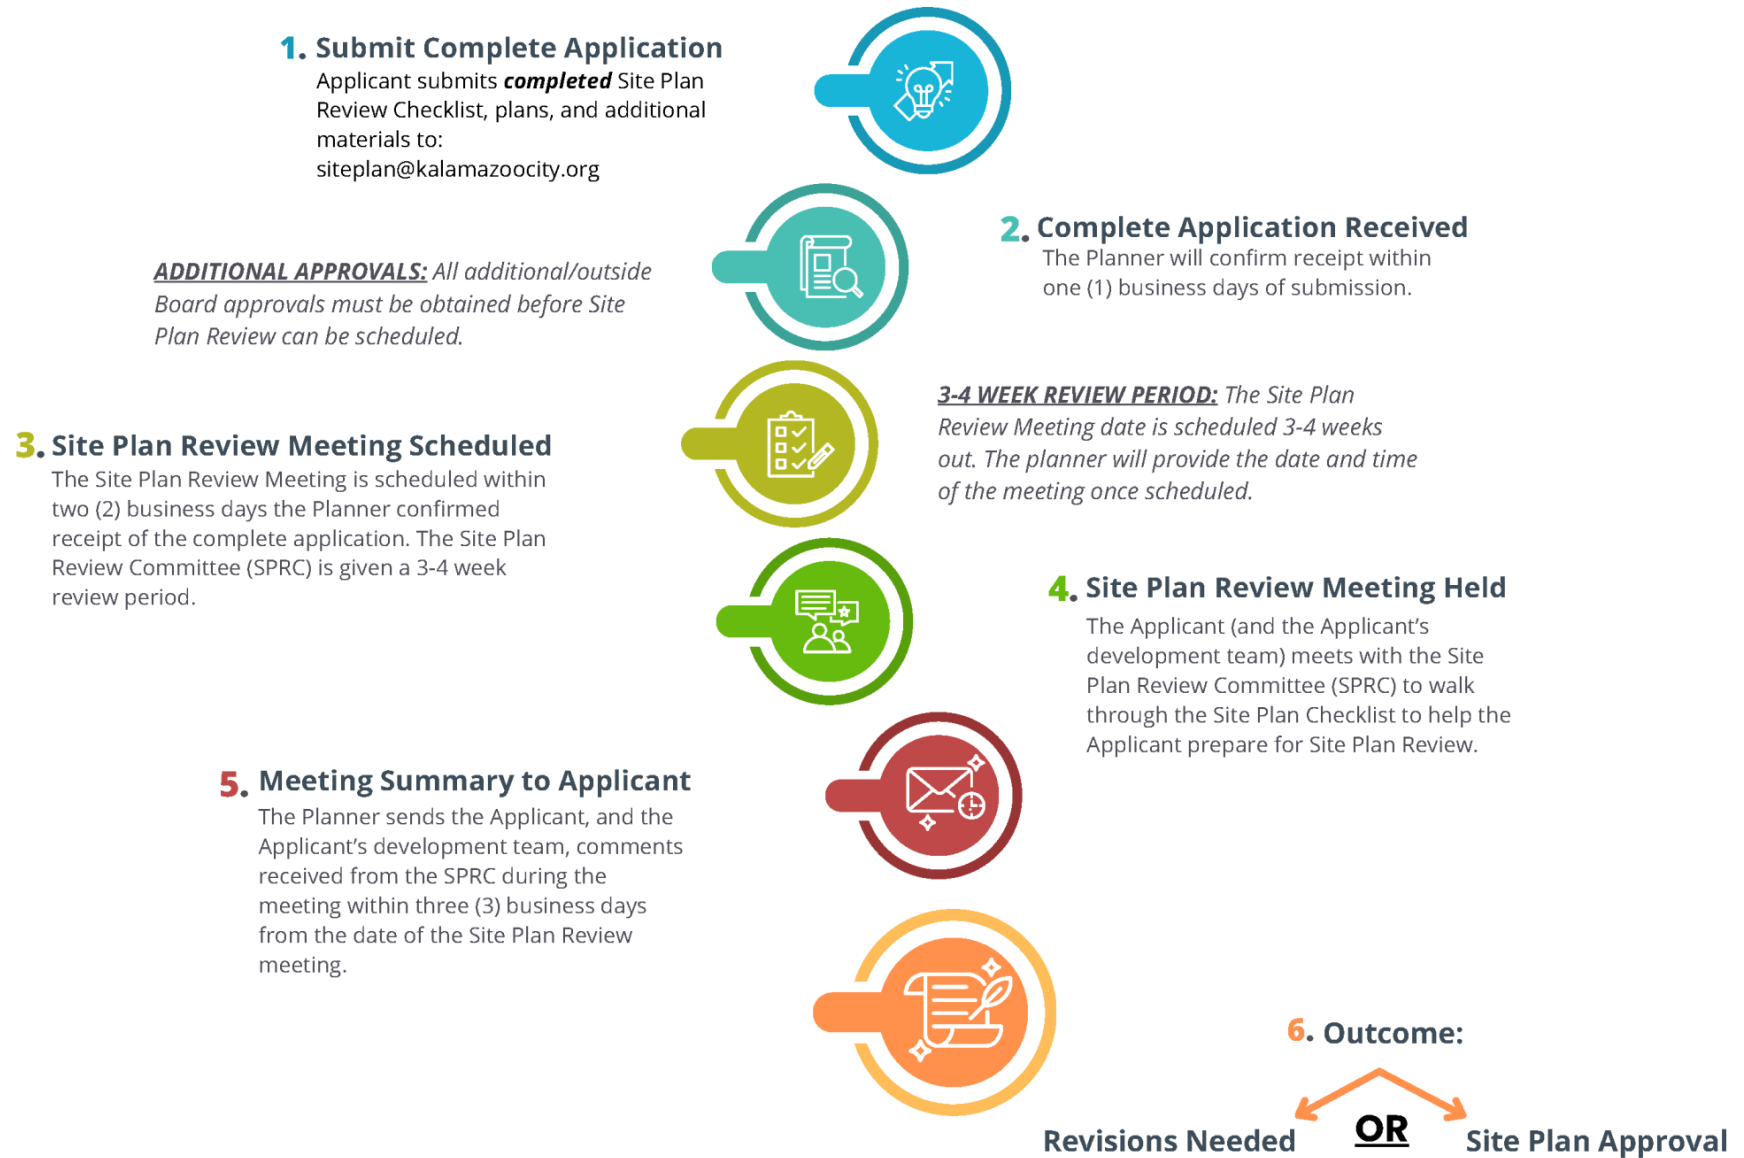 1. Submit Complete Application
Applicant submits completed Site Plan
Review Checklist, plans, and additional
materials to:
siteplan@kalamazoocity.org
2. Complete Application Received
The Planner will confirm receipt within
one (1) business days of submission.
ADDITIONAL APPROVALS: All additional/outside
Board approvals must be obtained before Site
Plan Review can be scheduled.
3. Site Plan Review Meeting Scheduled
The Site Plan Review Meeting is scheduled within
two (2) business days the Planner confirmed
receipt of the complete application. The Site Plan
Review Committee (SPRC) is given a 3-4 week
review period.
3-4 WEEK REVIEW PERIOD: The Site Plan
Review Meeting date is scheduled 3-4 weeks
out. The planner will provide the date and time
of the meeting once scheduled.
4. Site Plan Review Meeting Held
The Applicant (and the Applicant’s
development team) meets with the Site
Plan Review Committee (SPRC) to walk
through the Site Plan Checklist to help the
Applicant prepare for Site Plan Review.
5. Meeting Summary to Applicant
The Planner sends the Applicant, and the
Applicant’s development team, comments
received from the SPRC during the
meeting within three (3) business days
from the date of the Site Plan Review
meeting.
6. Outcome:
Revisions Needed OR Site Plan Approval